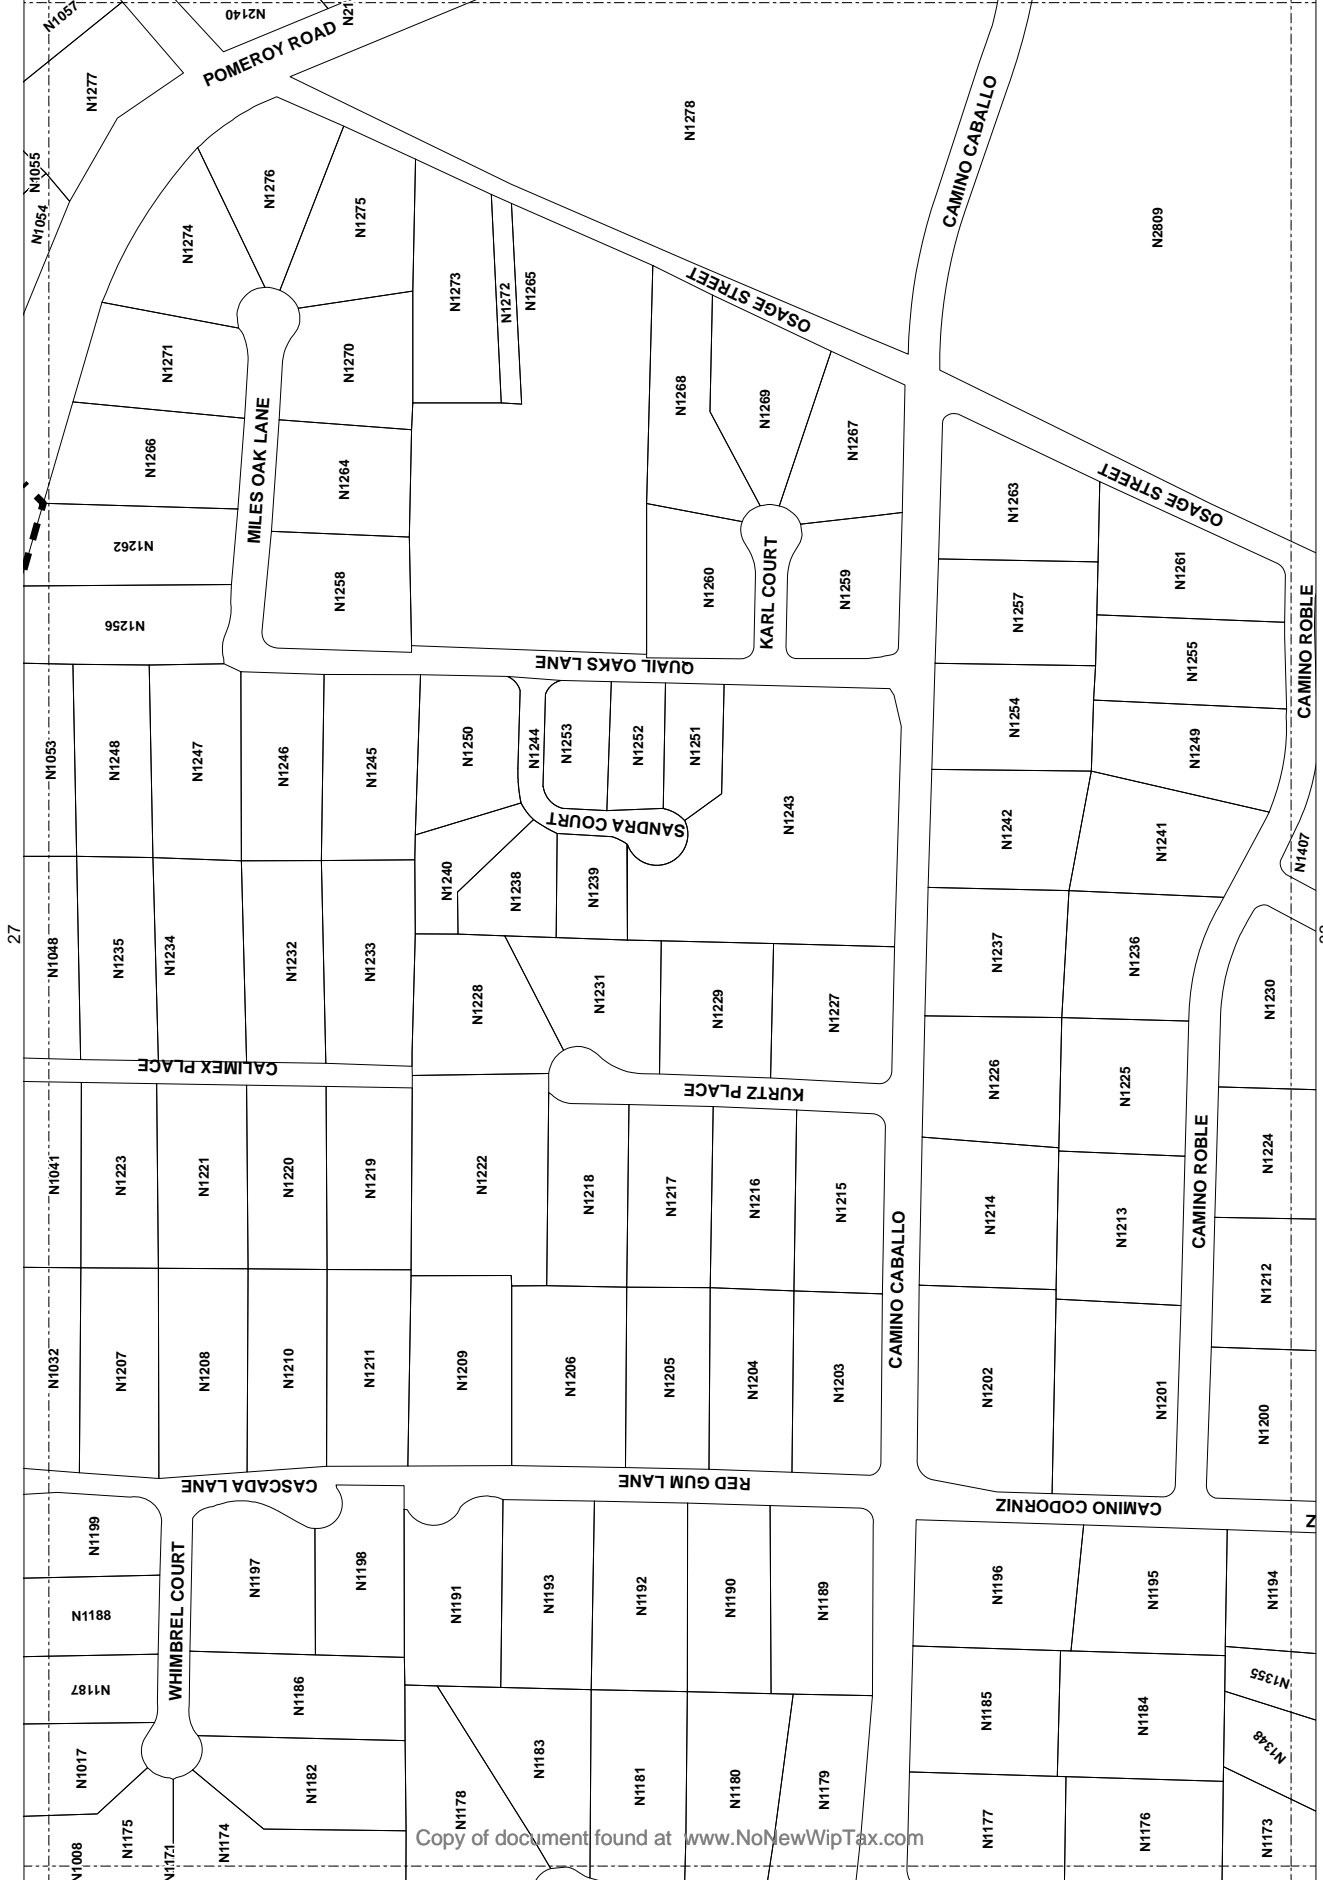 N1057
N2140
N21
POMEROY ROAD
N1277
N1278
CAMINO CABALLO
N1055
N1054
N1276
N1275
N1274
N2809
N1273
N1272
N1265
OSAGE STREET
N1271
N1270
N1268
N1269
N1267
MILES OAK LANE
N1266
N1264
N1263
OSAGE STREET
N1262
N1258
N1260
KARL COURT
N1259
N1257
N1261
N1256
CAMINO ROBLE
QUAIL OAKS LANE
N1255
N1254
N1053
N1248
N1247
N1246
N1245
N1250
N1244
N1253
N1252
N1251
N1249
N1243
SANDRA COURT
N1242
N1241
N1407
N1240
N1238
N1239
27
N1048
N1235
N1234
N1232
N1233
N1237
N1236
N1228
N1231
N1229
N1227
N1230
CALIMEX PLACE
KURTZ PLACE
N1226
N1225
N1041
N1223
N1221
N1220
N1219
N1222
N1218
N1217
N1216
N1215
N1224
CAMINO ROBLE
N1214
N1213
N1212
CAMINO CABALLO
N1032
N1207
N1208
N1210
N1211
N1209
N1206
N1205
N1204
N1203
N1202
N1201
N1200
CASCADA LANE
RED GUM LANE
CAMINO CODORNIZ
Z
N1199
N1197
N1198
N1191
N1193
N1192
N1190
N1189
N1196
N1195
N1194
N1188
WHIMBREL COURT
N1187
N1186
N1185
N1184
N1355
N1348
N1017
N1182
N1183
N1181
N1180
N1179
N1178
N1177
N1176
N1173
N1008
N1175
N1171
N1174
Copy of document found at www.NoNewWipTax.com